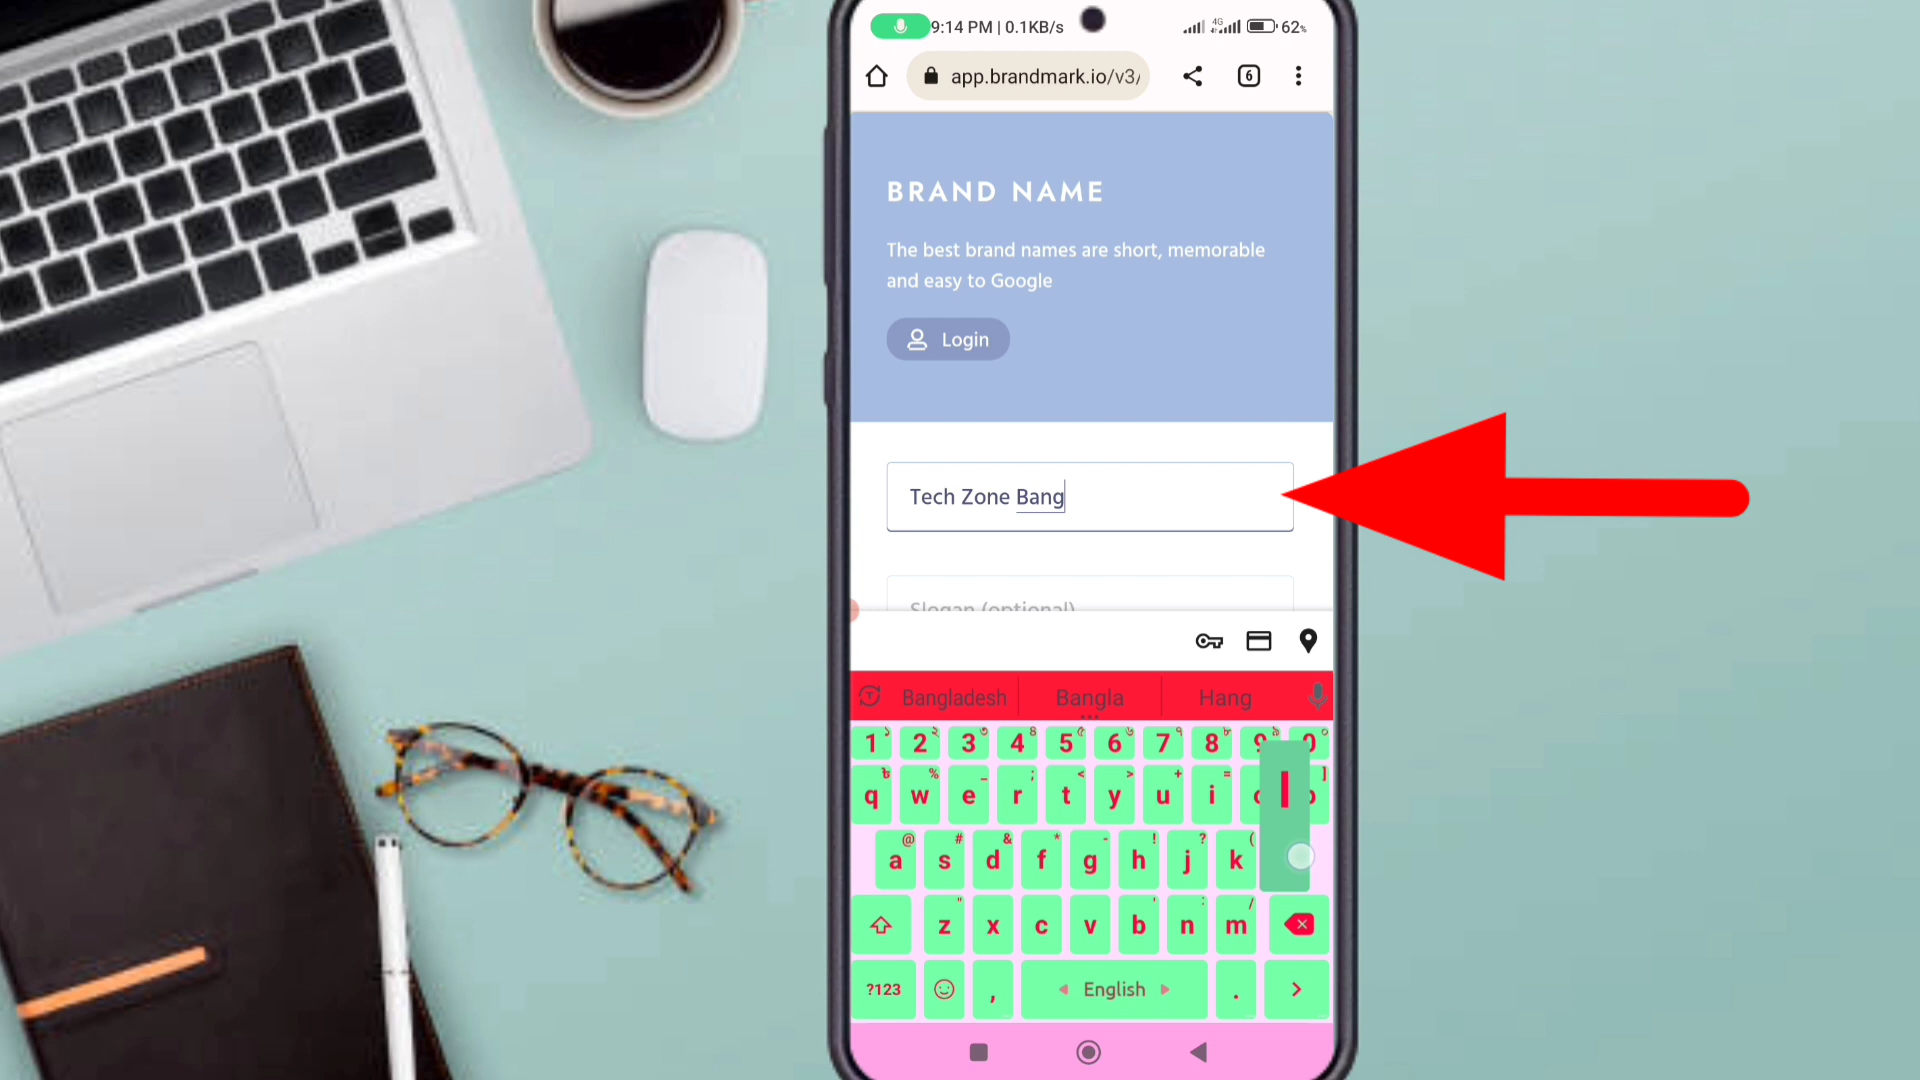 9:14 PM | 0.1KB/s
4G
62%
6
app.brandmark.io/v3/
BRAND NAME
The best brand names are short, memorable
and easy to Google
Login
Tech Zone Bang
Slogan (optional)
Bangladesh Bangla Hang
1 2 3 4 5 6 7 8 9 0
q w e r t y u i
l
a s d f g h j k
z x c v b n m
?123 , English .